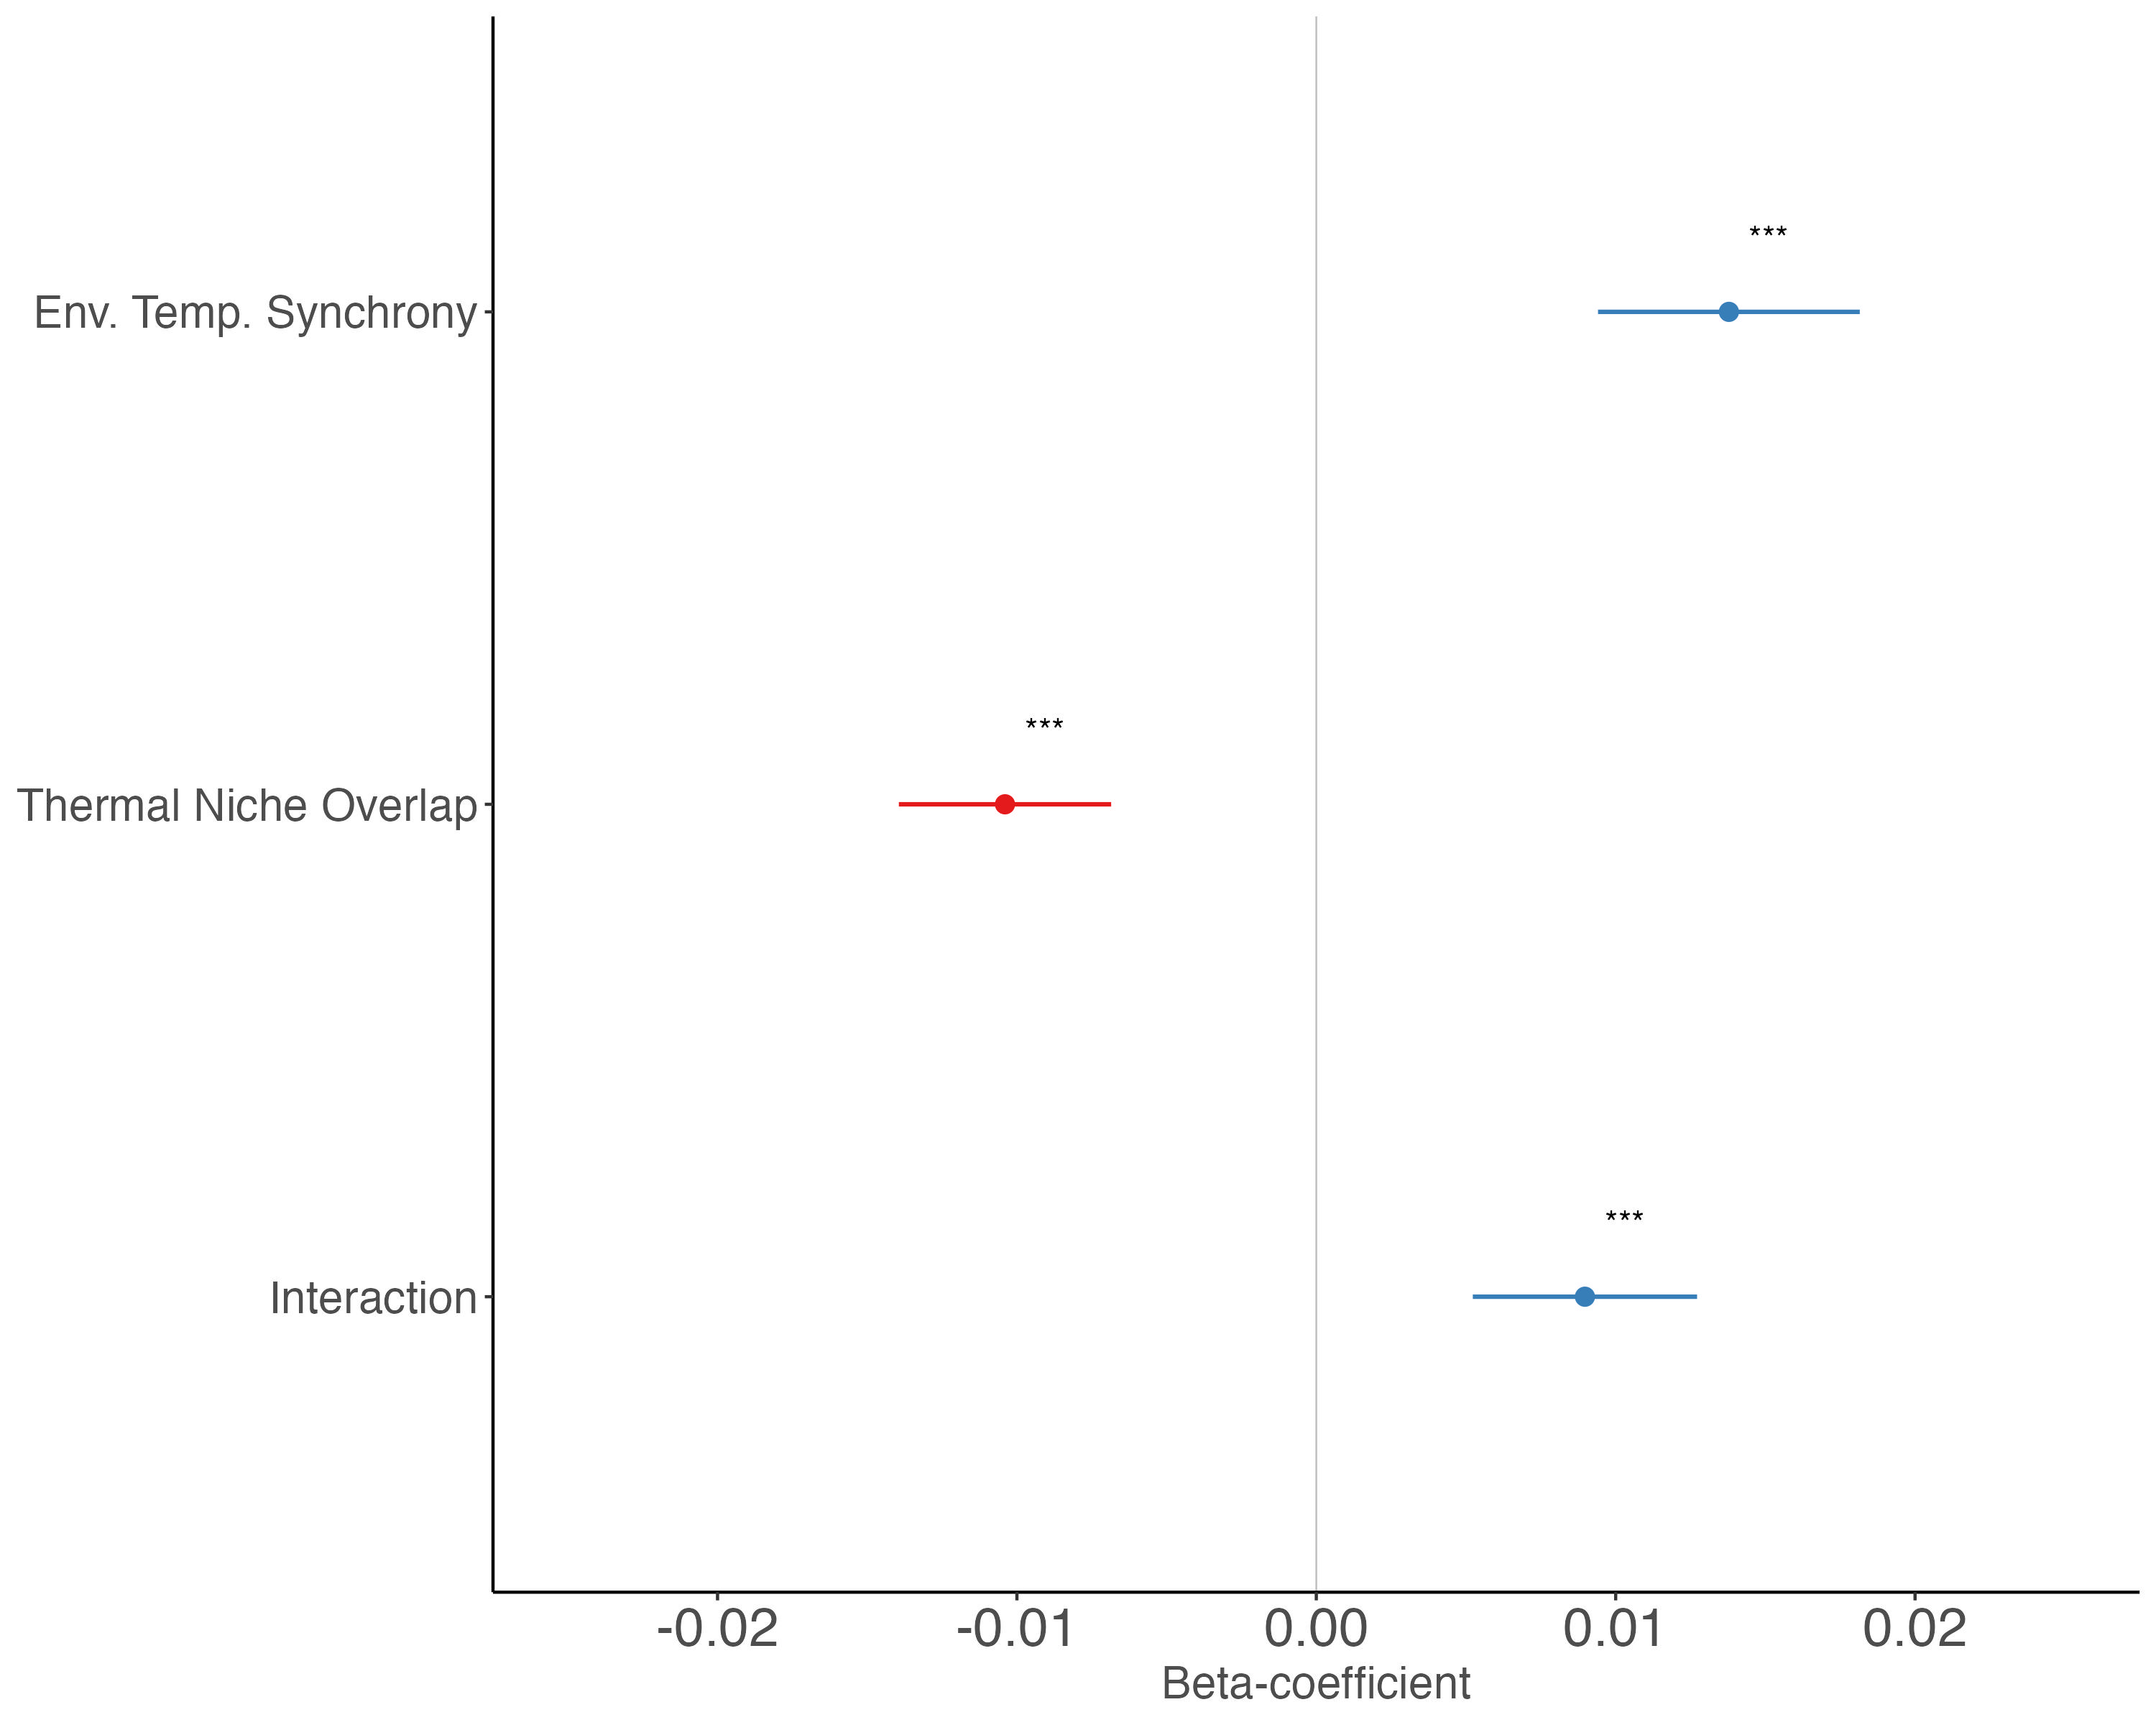 ***
Env. Temp. Synchrony
***
Thermal Niche Overlap
***
Interaction
-0.02 -0.01 0.00 0.01 0.02
Beta-coefficient